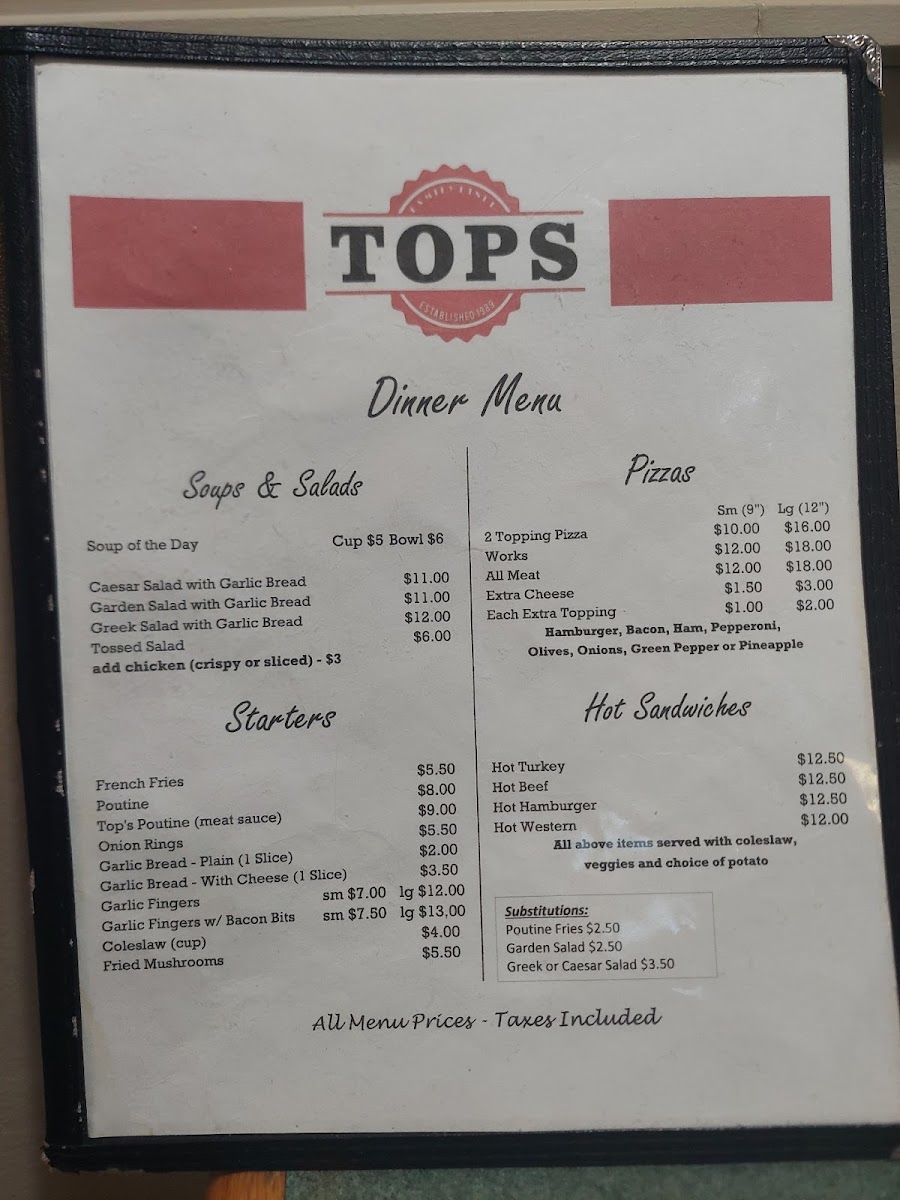 TOPS
ESTABLISHED 1989
Dinner Menu
Soups & Salads
Soup of the Day Cup $5 Bowl $6
Caesar Salad with Garlic Bread $11.00
Garden Salad with Garlic Bread $11.00
Greek Salad with Garlic Bread $12.00
Tossed Salad $6.00
add chicken (crispy or sliced) - $3
Starters
French Fries $5.50
Poutine $8.00
Top's Poutine (meat sauce) $9.00
Onion Rings $5.50
Garlic Bread - Plain (1 Slice) $2.00
Garlic Bread - With Cheese (1 Slice) $3.50
Garlic Fingers sm $7.00 lg $12.00
Garlic Fingers w/ Bacon Bits sm $7.50 lg $13,00
Coleslaw (cup) $4.00
Fried Mushrooms $5.50
Pizzas
Sm (9") Lg (12")
2 Topping Pizza $10.00 $16.00
Works $12.00 $18.00
All Meat $12.00 $18.00
Extra Cheese $1.50 $3.00
Each Extra Topping $1.00 $2.00
Hamburger, Bacon, Ham, Pepperoni,
Olives, Onions, Green Pepper or Pineapple
Hot Sandwiches
Hot Turkey $12.50
Hot Beef $12.50
Hot Hamburger $12.50
Hot Western $12.00
All above items served with coleslaw,
veggies and choice of potato
Substitutions:
Poutine Fries $2.50
Garden Salad $2.50
Greek or Caesar Salad $3.50
All Menu Prices - Taxes Included